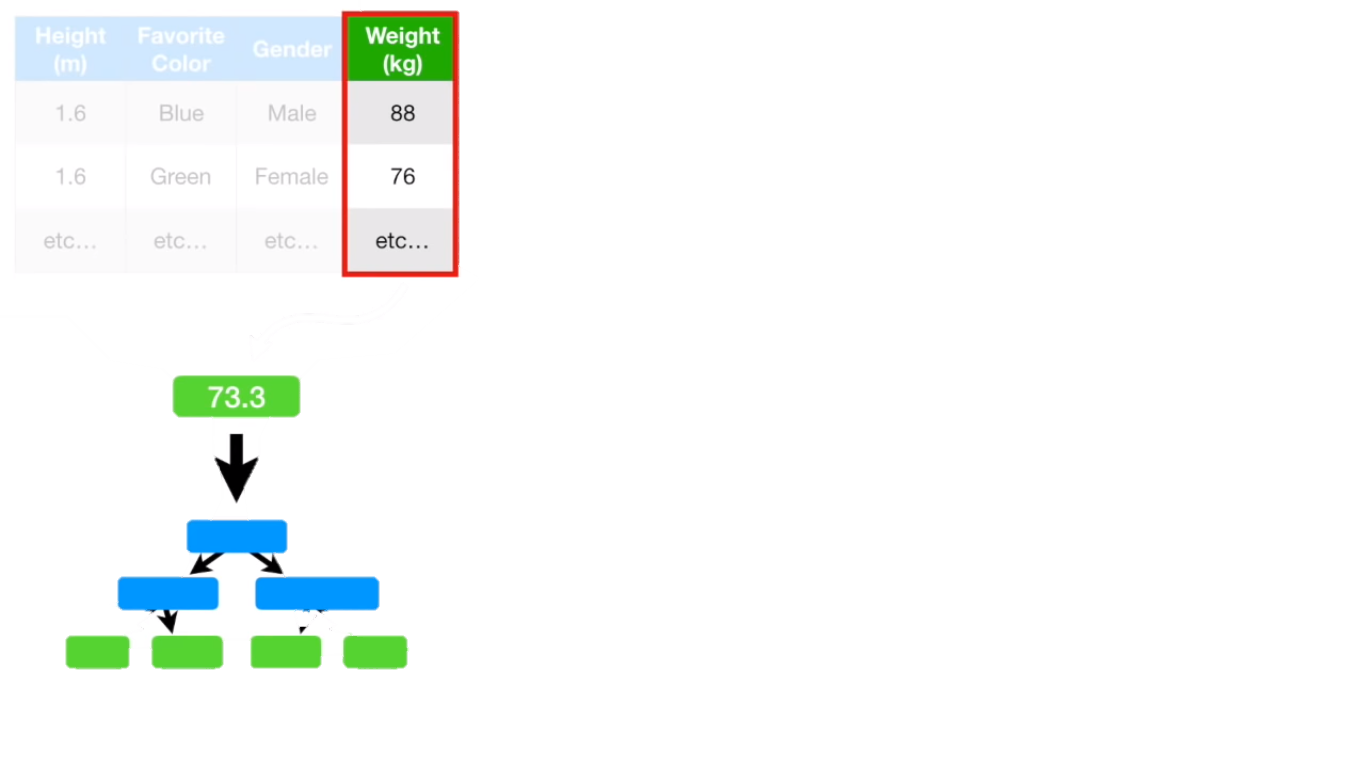 Height (m) Favorite Color Gender Weight (kg)
1.6 Blue Male 88
1.6 Green Female 76
etc… etc… etc… etc…
73.3